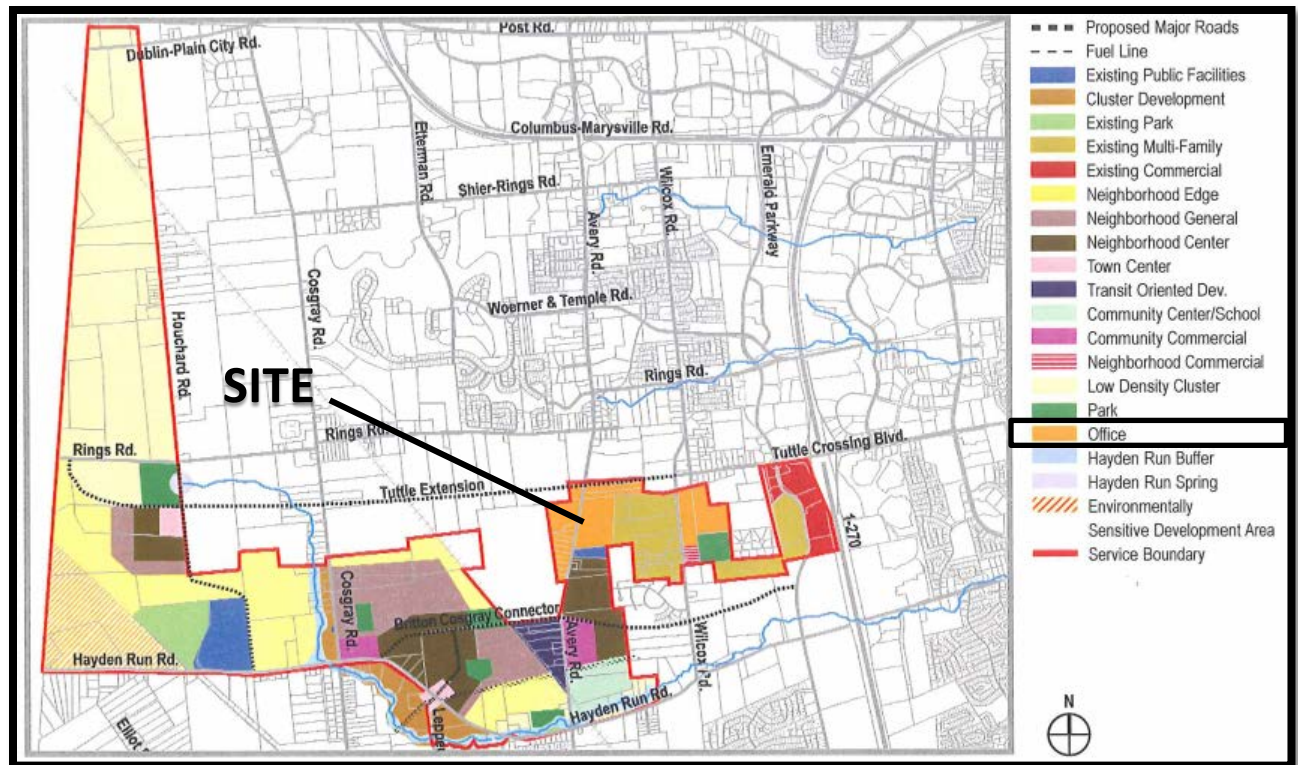 Post Rd.
Dublin-Plain City Rd.
Columbus-Marysville Rd.
Etterman Rd.
Shier-Rings Rd.
Wilcox Rd.
Emerald Parkway
Avery Rd.
Cosgray Rd.
Woerner & Temple Rd.
Houchard Rd.
Rings Rd.
SITE
Rings Rd.
Rings Rd.
Tuttle Crossing Blvd.
Tuttle Extension
1-270
Cosgray Rd.
Britton Cosgray Connector
Avery Rd.
Wilcox Rd.
Hayden Run Rd.
Hayden Run Rd.
Proposed Major Roads
Fuel Line
Existing Public Facilities
Cluster Development
Existing Park
Existing Multi-Family
Existing Commercial
Neighborhood Edge
Neighborhood General
Neighborhood Center
Town Center
Transit Oriented Dev.
Community Center/School
Community Commercial
Neighborhood Commercial
Low Density Cluster
Park
Office
Hayden Run Buffer
Hayden Run Spring
Environmentally
Sensitive Development Area
Service Boundary
N